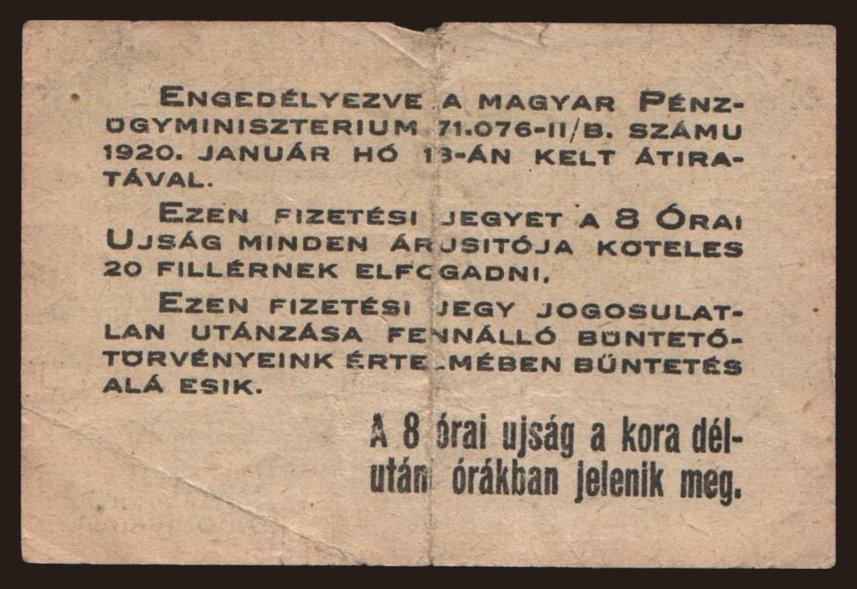 ENGEDÉLYEZVE A MAGYAR PÉNZ-
ÜGYMINISZTERIUM 71.076-II/B. SZÁMU
1920. JANUÁR HÓ 13-ÁN KELT ÁTIRA-
TÁVAL.
EZEN FIZETÉSI JEGYET A 8 ÓRAI
UJSÁG MINDEN ÁRUSITÓJA KÖTELES
20 FILLÉRNEK ELFOGADNI.
EZEN FIZETÉSI JEGY JOGOSULAT-
LAN UTÁNZÁSA FENNÁLLÓ BÜNTETŐ-
TÖRVÉNYEINK ÉRTELMÉBEN BÜNTETÉS
ALÁ ESIK.
A 8 órai ujság a kora dél-
utáni órákban jelenik meg.